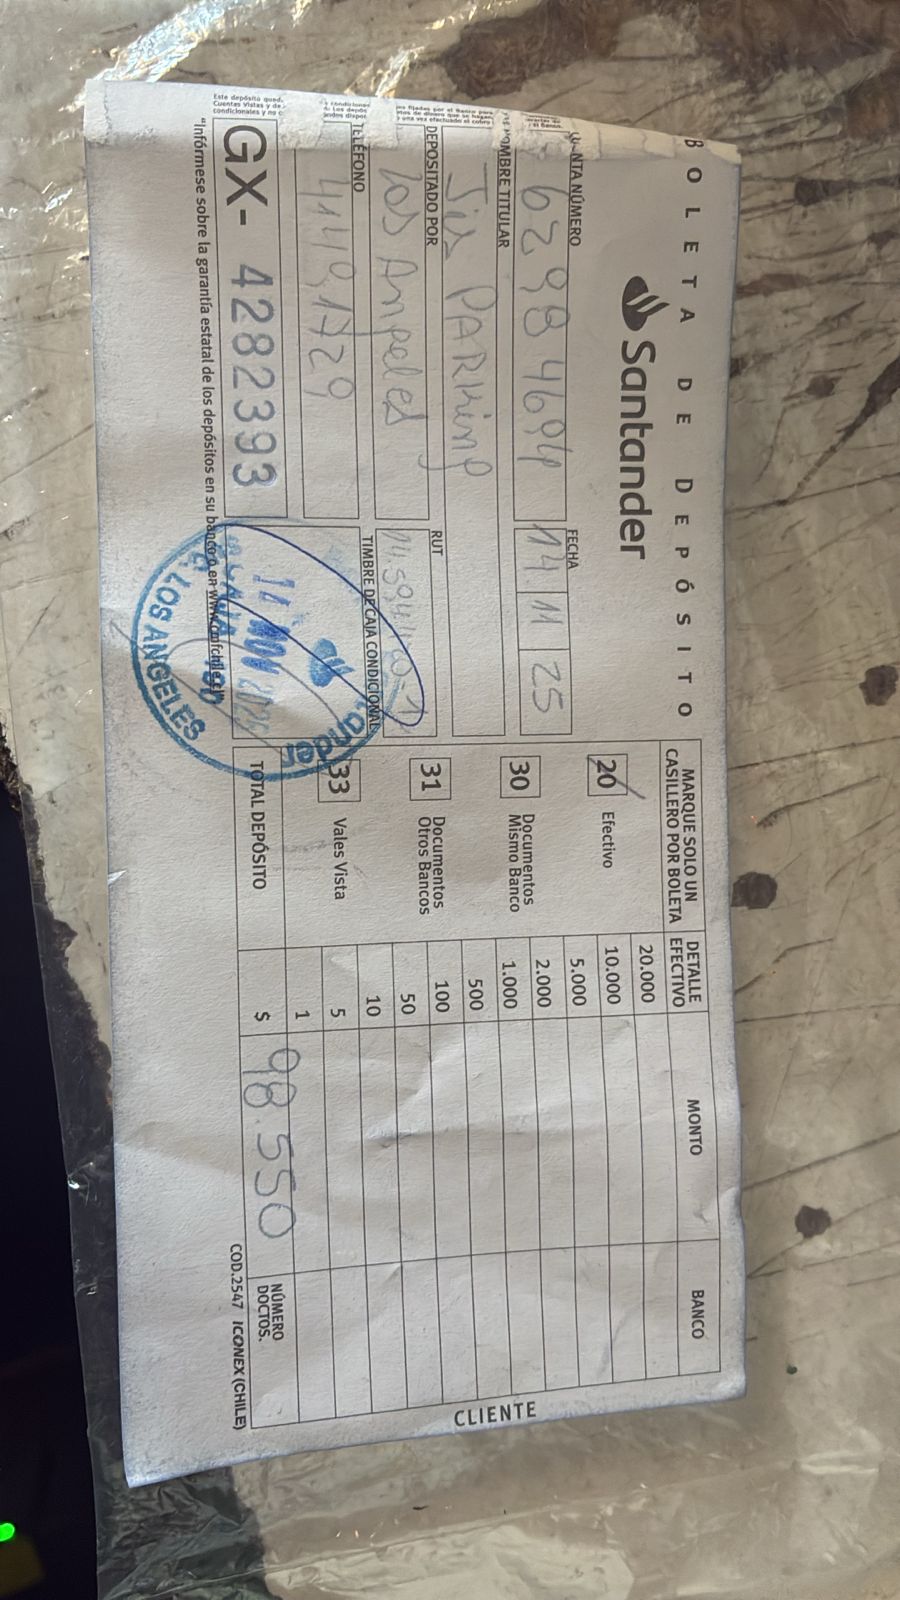 BOLETA DE DEPÓSITO
Santander
CUENTA NÚMERO
FECHA
62 98 4694
14 11 25
NOMBRE TITULAR
Jis PARKing
DEPOSITADO POR
RUT
los Angeles
TELÉFONO
TIMBRE DE CAJA CONDICIONAL
GX- 4282393
LOS ANGELES
"Infórmese sobre la garantía estatal de los depósitos en su banco o en www.cmfchile.cl"
MARQUE SOLO UN
CASILLERO POR BOLETA
20 Efectivo
30 Documentos
Mismo Banco
31 Documentos
Otros Bancos
33 Vales Vista
TOTAL DEPÓSITO
DETALLE
EFECTIVO
MONTO
BANCO
20.000
10.000
5.000
2.000
1.000
500
100
50
10
5
1
$ 98.550
NÚMERO
DOCTOS.
COD.2547 ICONEX (CHILE)
CLIENTE